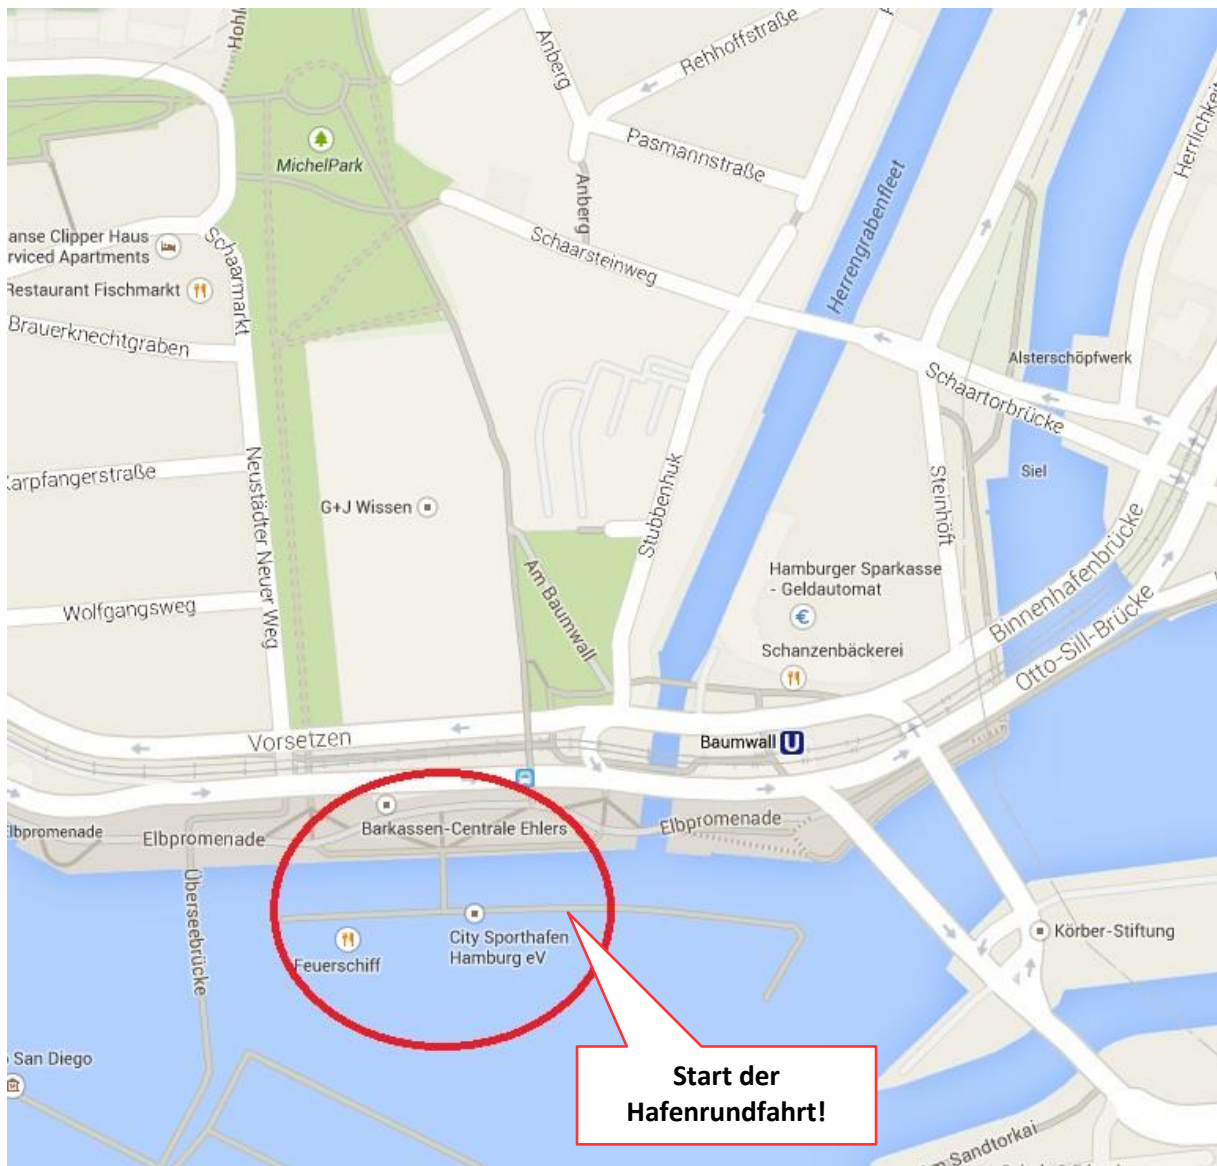 Hohl
Anberg
Rehhoffstraße
MichelPark
Pasmannstraße
Anberg
Herrengrabenfleet
Herrlichkeit
anse Clipper Haus
rviced Apartments
Schaarmarkt
Schaarsteinweg
Restaurant Fischmarkt
Brauerknechtgraben
Alsterschöpfwerk
Schaartorbrücke
arpfangerstraße
Neustädter Neuer Weg
G+J Wissen
Stubbenhuk
Steinhöft
Siel
Am Baumwall
Hamburger Sparkasse
- Geldautomat
€
Binnenhafenbrücke
Wolfgangsweg
Schanzenbäckerei
Otto-Sill-Brücke
Vorsetzen
Baumwall U
Elbpromenade
Elbpromenade
Barkassen-Centrale Ehlers
Elbpromenade
Überseebrücke
City Sporthafen
Hamburg eV
Feuerschiff
Körber-Stiftung
San Diego
Start der
Hafenrundfahrt!
m Sandtorkai